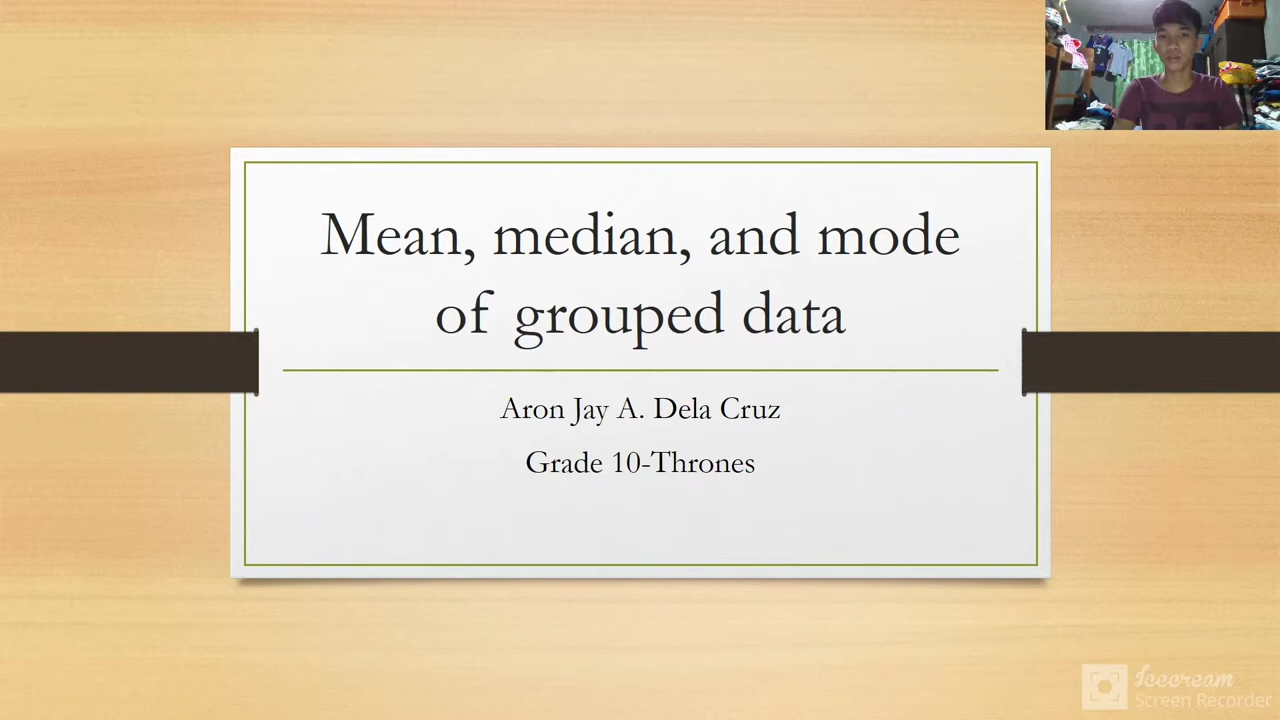 Mean, median, and mode
of grouped data
Aron Jay A. Dela Cruz
Grade 10-Thrones
Icecream
Screen Recorder